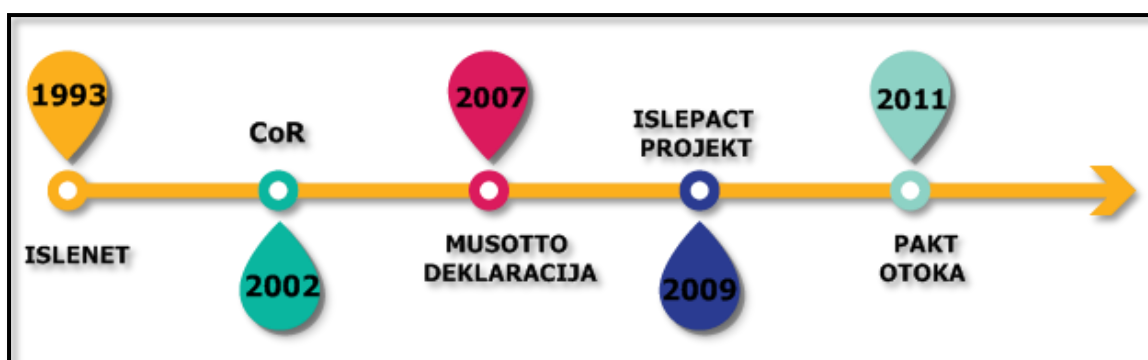 1993
ISLENET
CoR
2002
2007
MUSOTTO
DEKLARACIJA
ISLEPACT
PROJEKT
2009
2011
PAKT
OTOKA